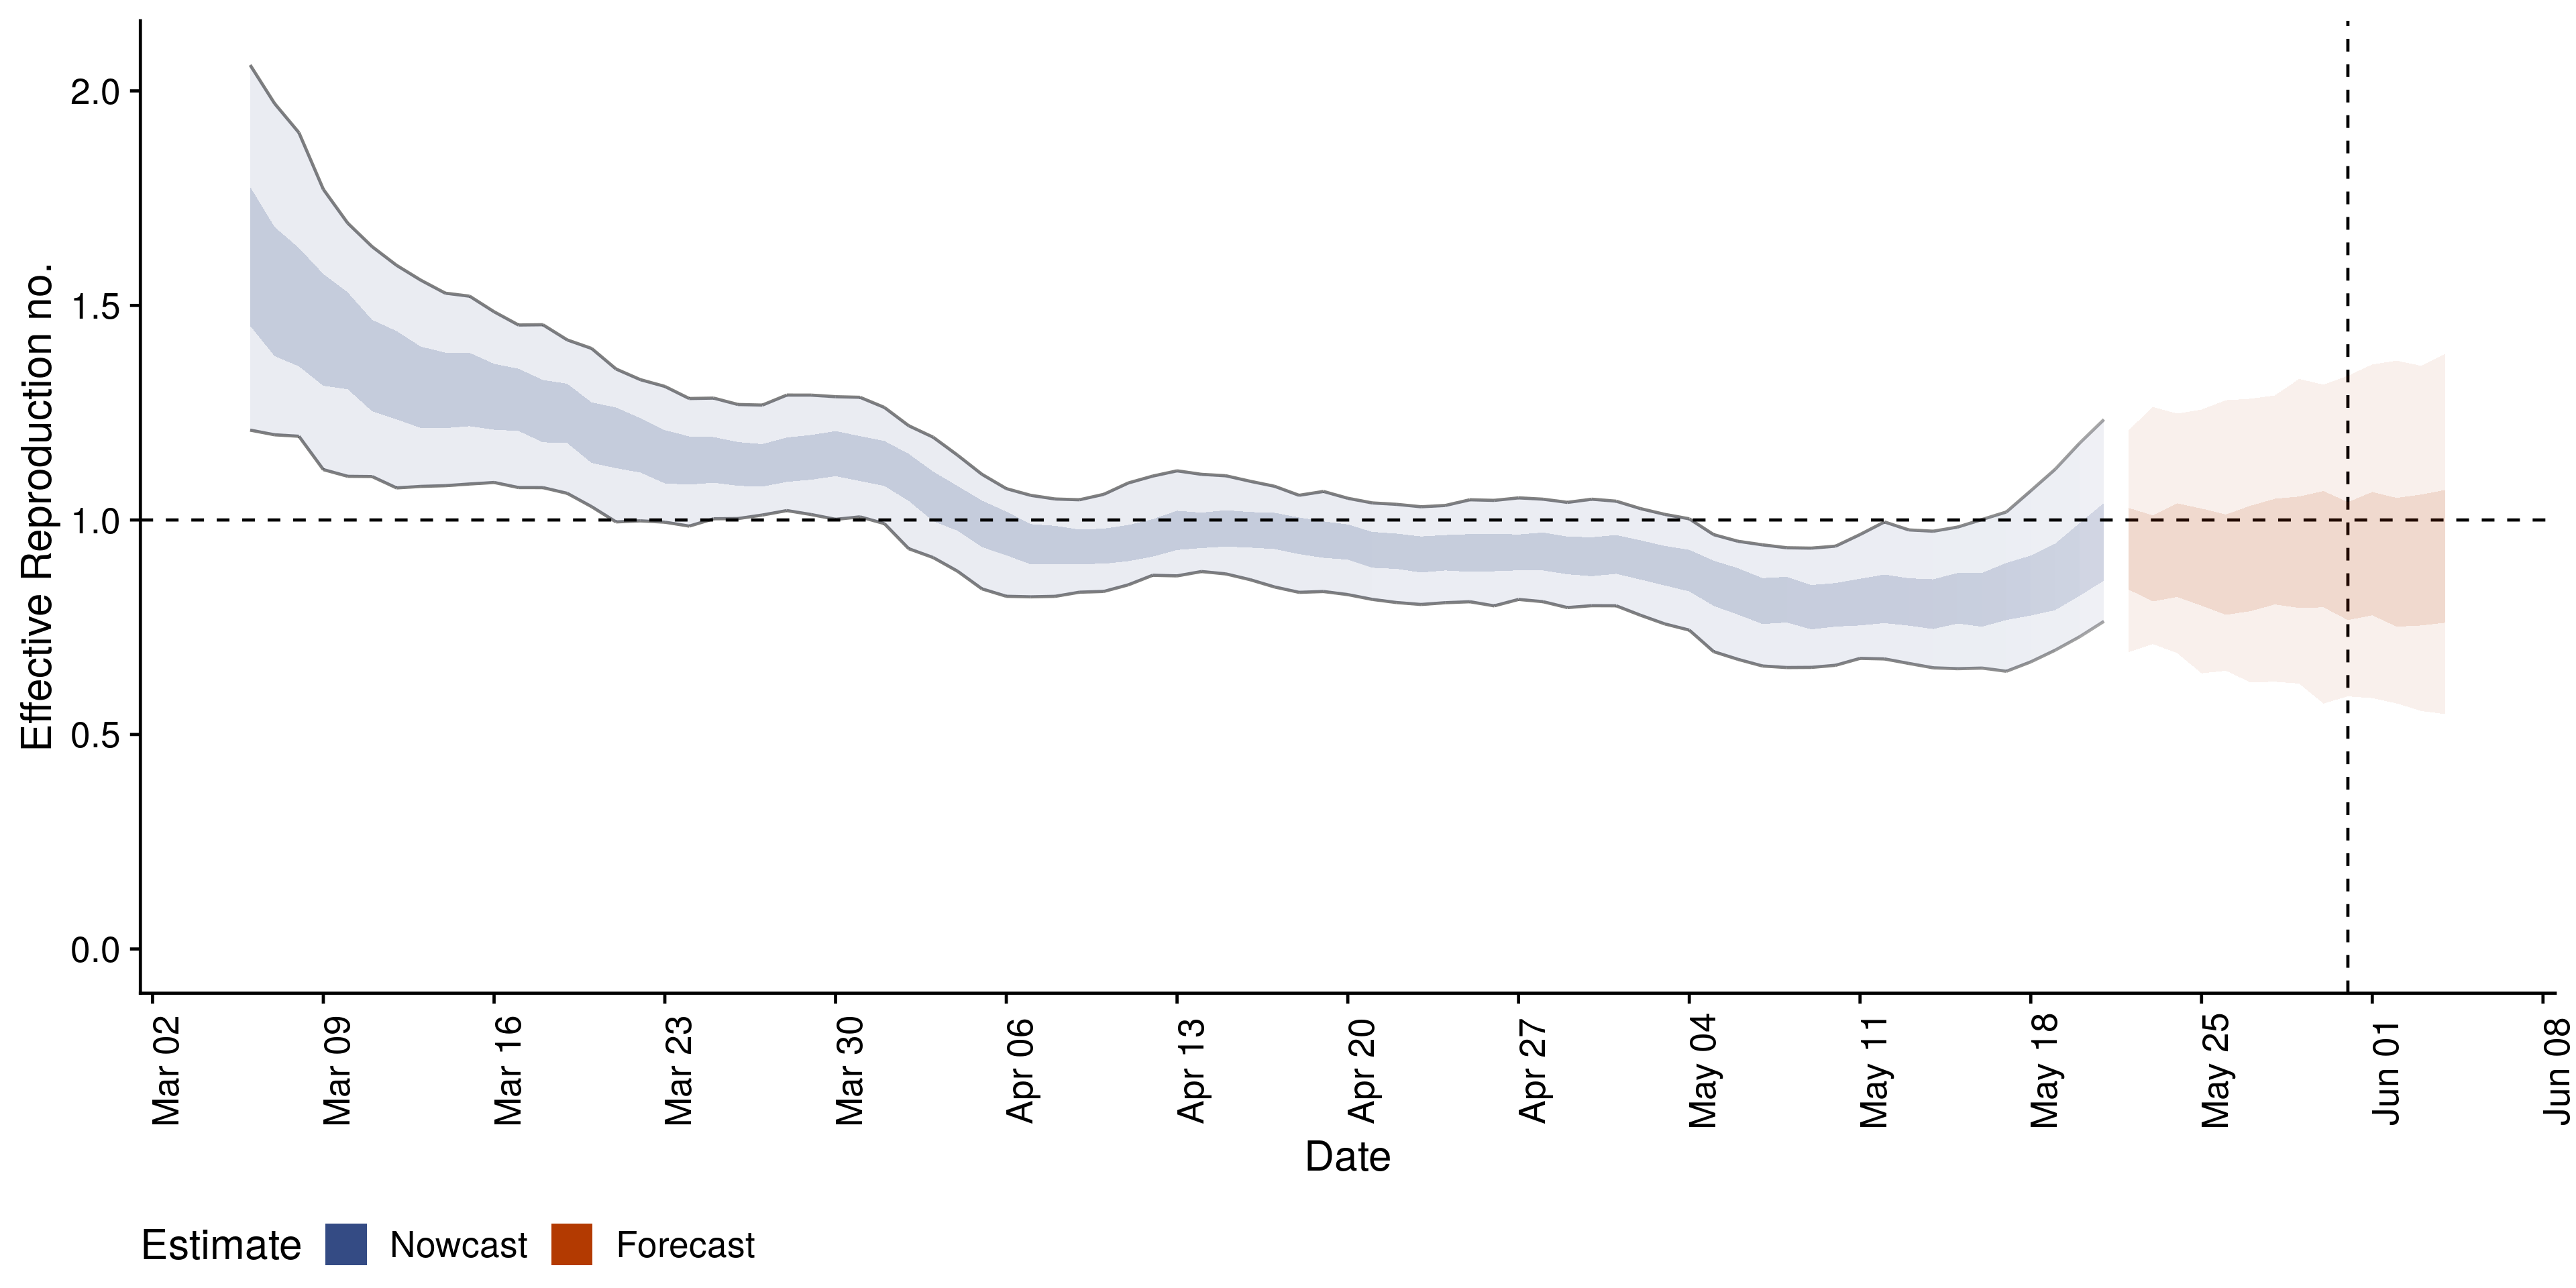 Effective Reproduction no.
2.0
1.5
1.0
0.5
0.0
Mar 02
Mar 09
Mar 16
Mar 23
Mar 30
Apr 06
Apr 13
Apr 20
Apr 27
May 04
May 11
May 18
May 25
Jun 01
Jun 08
Date
Estimate Nowcast Forecast